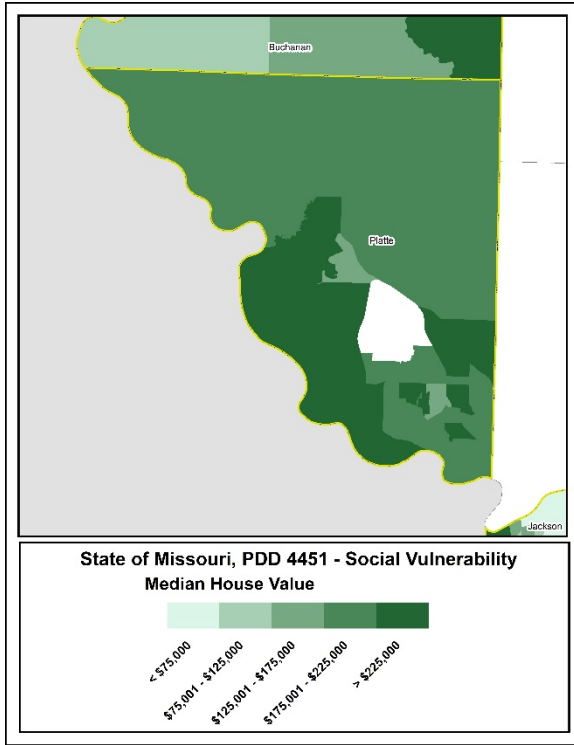 Buchanan
Platte
Jackson
State of Missouri, PDD 4451 - Social Vulnerability
Median House Value
< $75,000
$75,001 - $125,000
$125,001 - $175,000
$175,001 - $225,000
> $225,000